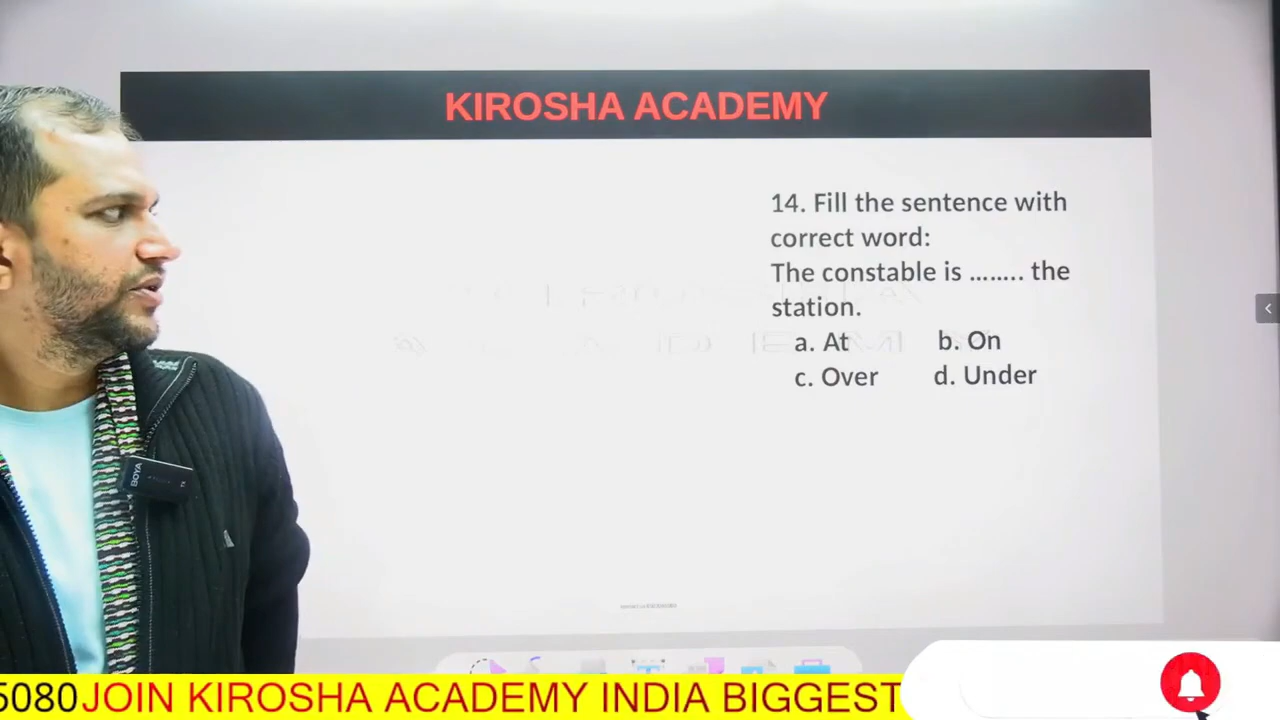 KIROSHA ACADEMY
14. Fill the sentence with
correct word:
The constable is ........ the
station.
a. At b. On
c. Over d. Under
BOYA
5080JOIN KIROSHA ACADEMY INDIA BIGGEST